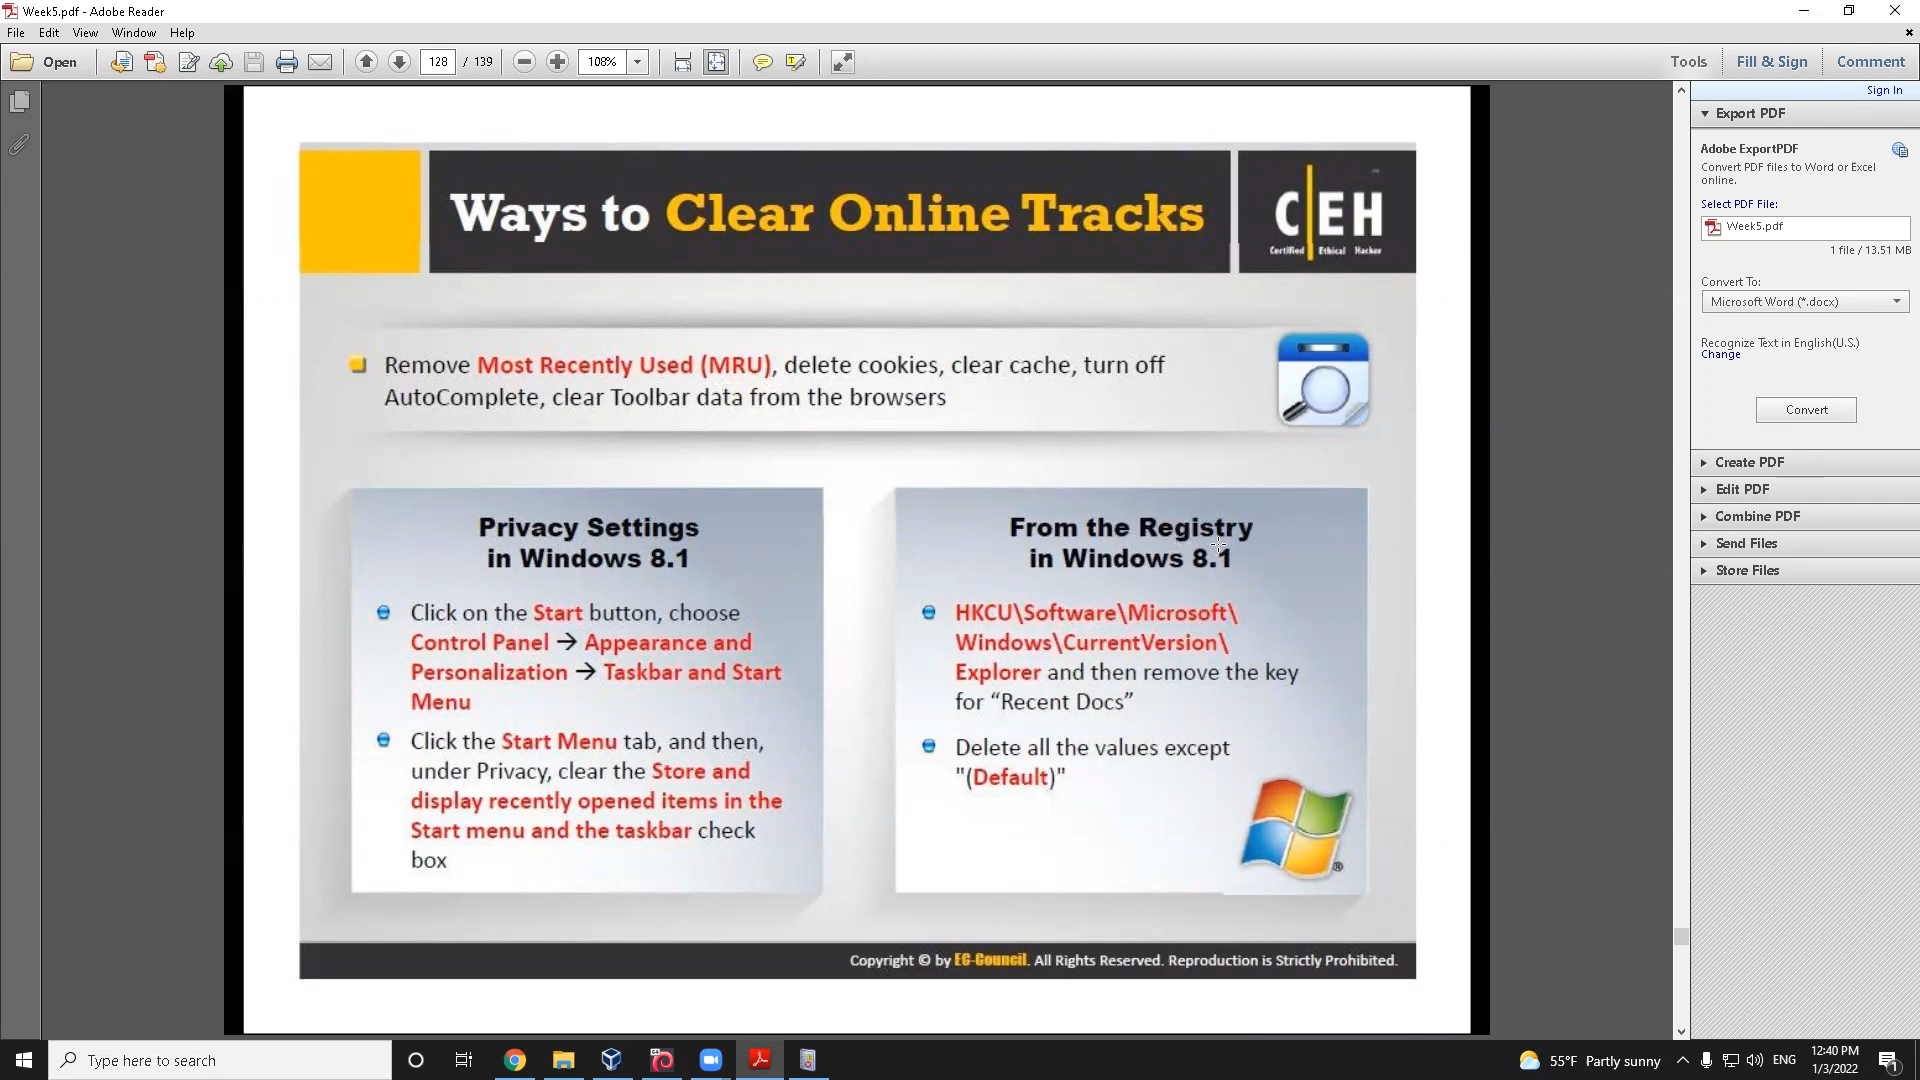 Week5.pdf - Adobe Reader
File Edit View Window Help
Open 128 / 139 108% Tools Fill & Sign Comment
Sign In
Export PDF
Adobe ExportPDF
Convert PDF files to Word or Excel
online.
Select PDF File:
Week5.pdf
1 file / 13.51 MB
Convert To:
Microsoft Word (*.docx)
Recognize Text in English(U.S.)
Change
Convert
Create PDF
Edit PDF
Combine PDF
Send Files
Store Files
Ways to Clear Online Tracks
CEH
Certified Ethical Hacker
Remove Most Recently Used (MRU), delete cookies, clear cache, turn off
AutoComplete, clear Toolbar data from the browsers
Privacy Settings
in Windows 8.1
Click on the Start button, choose
Control Panel → Appearance and
Personalization → Taskbar and Start
Menu
Click the Start Menu tab, and then,
under Privacy, clear the Store and
display recently opened items in the
Start menu and the taskbar check
box
From the Registry
in Windows 8.1
HKCU\Software\Microsoft\
Windows\CurrentVersion\
Explorer and then remove the key
for “Recent Docs”
Delete all the values except
"(Default)"
Copyright © by EC-Council. All Rights Reserved. Reproduction is Strictly Prohibited.
Type here to search
64
55°F Partly sunny
ENG
12:40 PM
1/3/2022
1